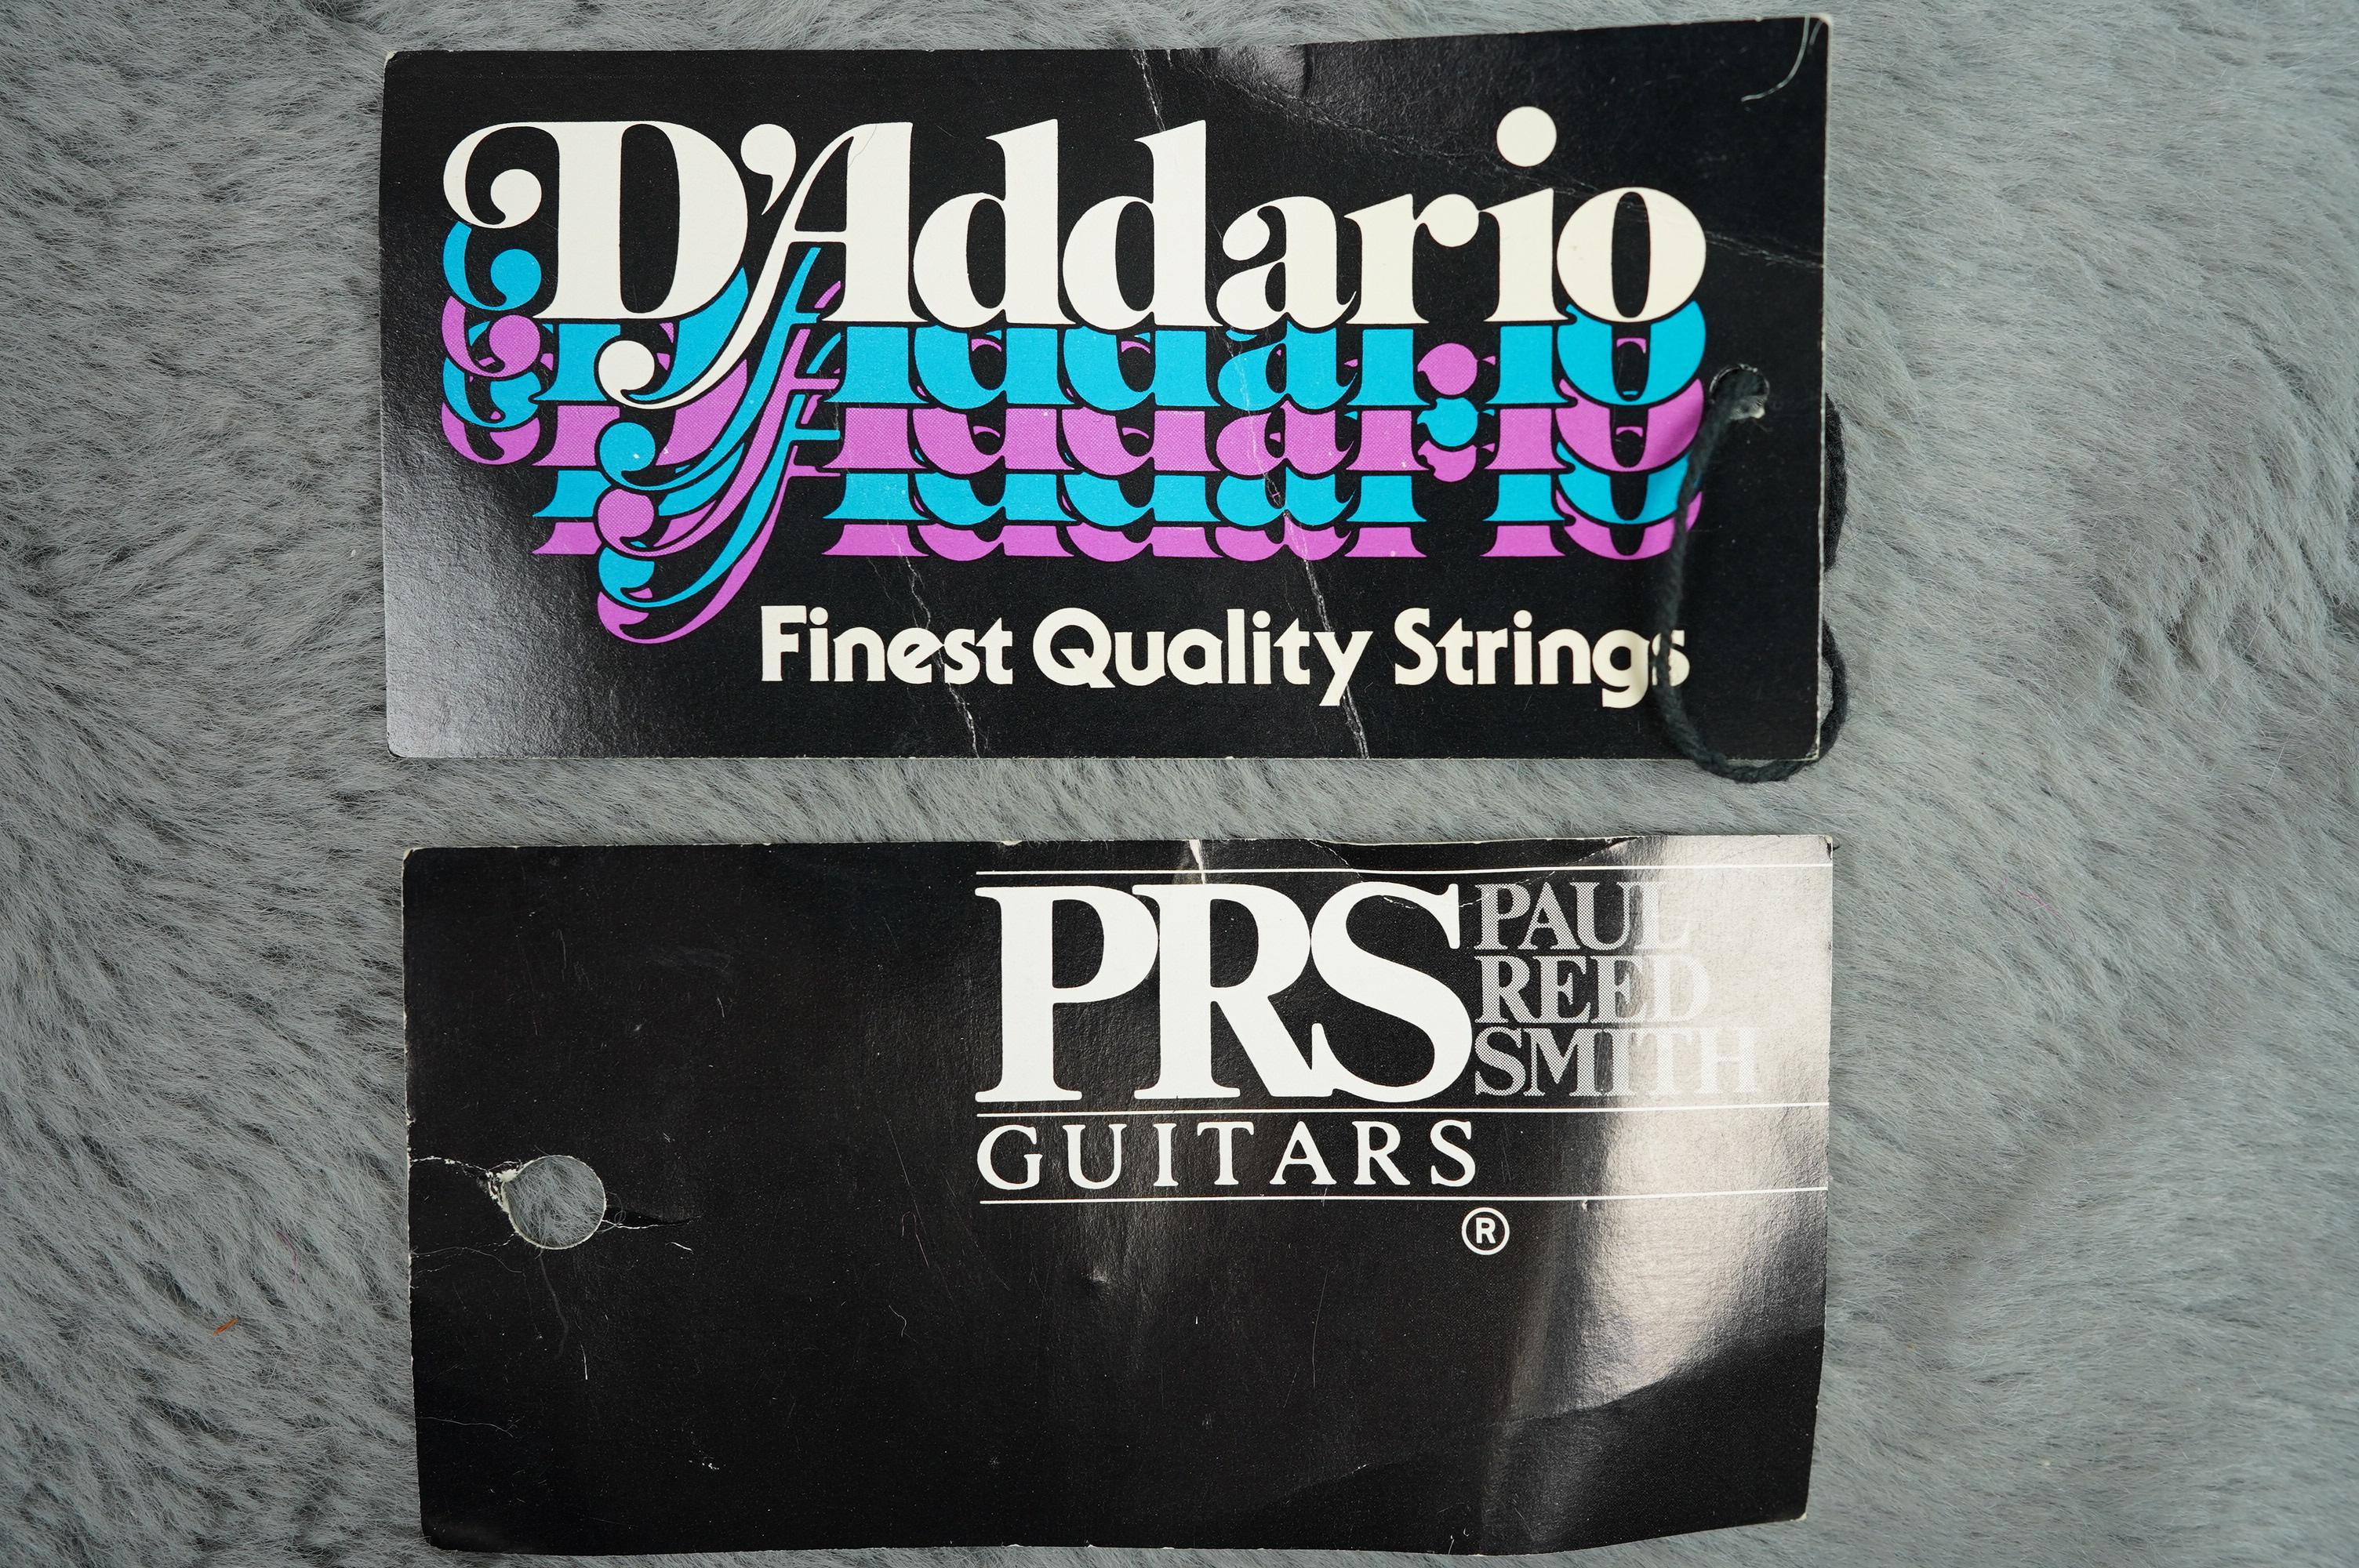 D'Addario
Finest Quality Strings
PRS
PAUL
REED
SMITH
GUITARS
®